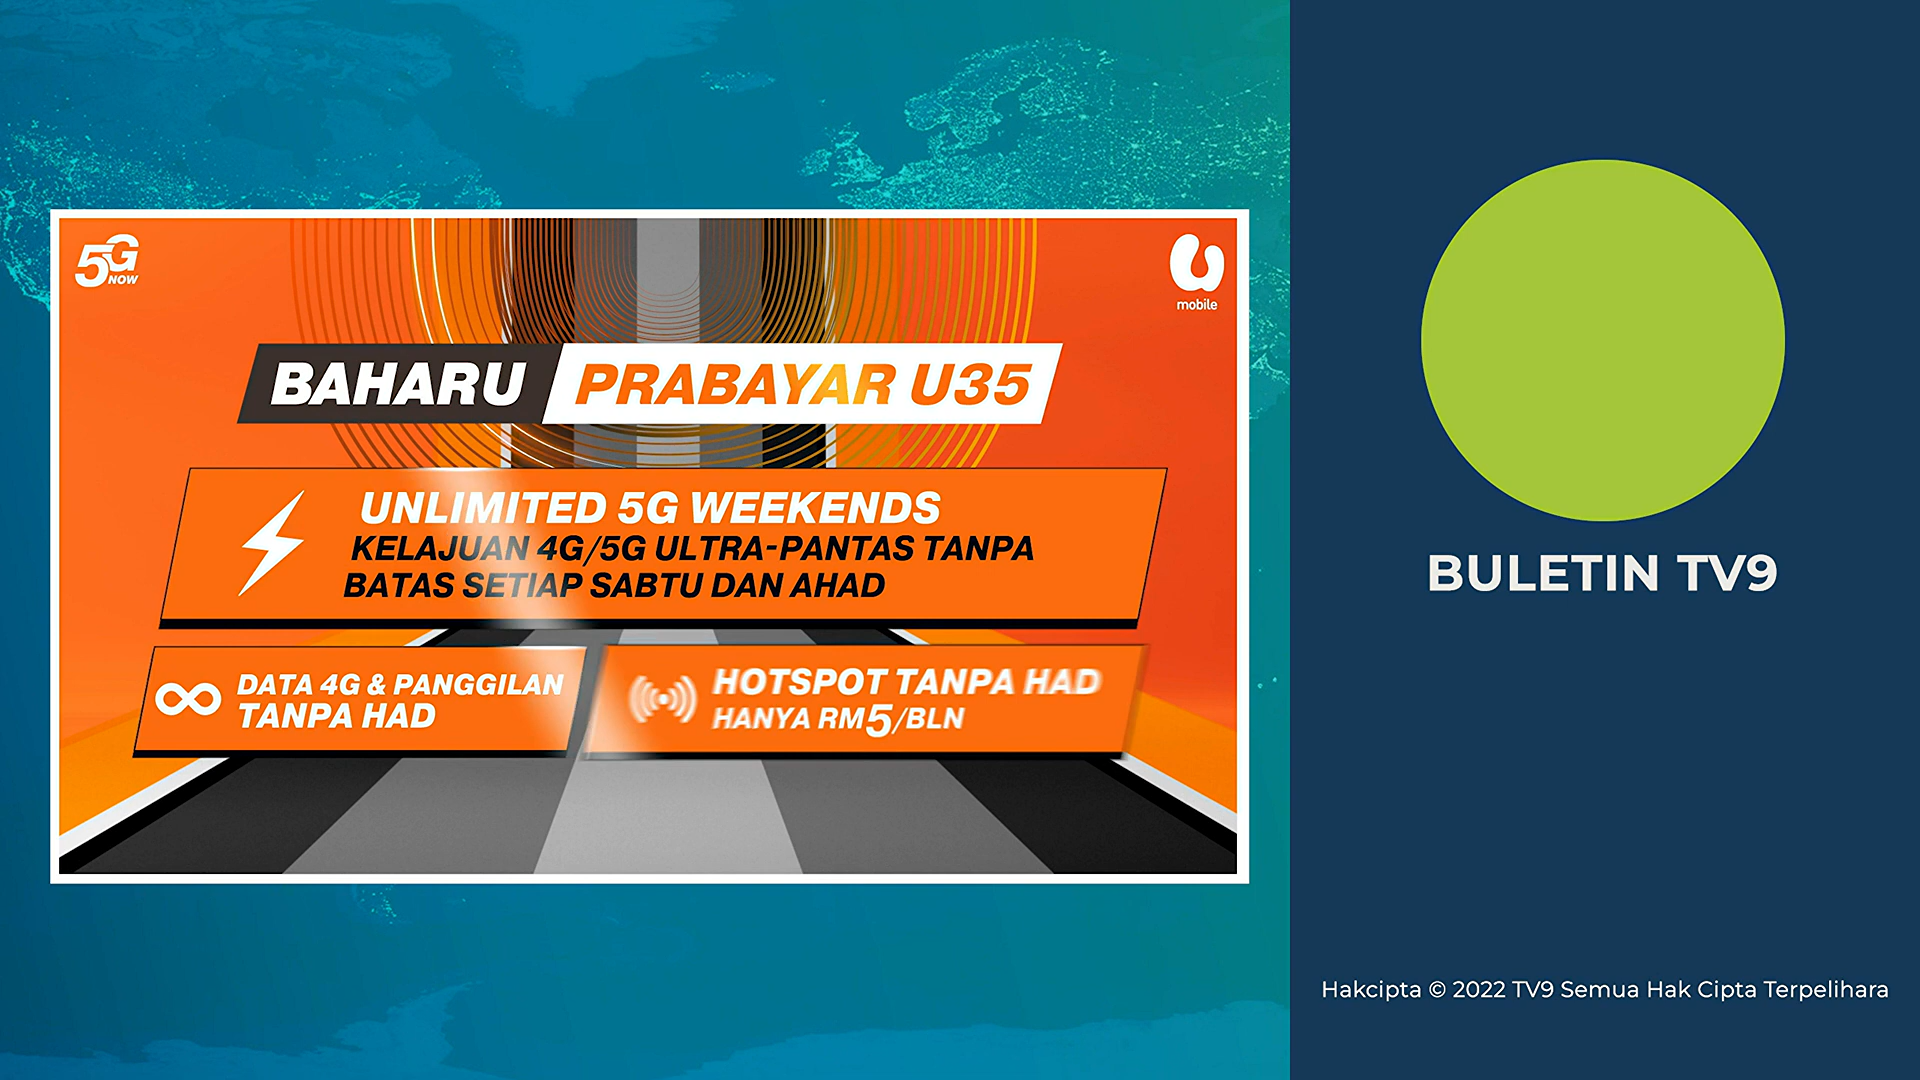 5G
NOW
mobile
BAHARU PRABAYAR U35
UNLIMITED 5G WEEKENDS
KELAJUAN 4G/5G ULTRA-PANTAS TANPA
BATAS SETIAP SABTU DAN AHAD
DATA 4G & PANGGILAN
TANPA HAD
HOTSPOT TANPA HAD
HANYA RM5/BLN
BULETIN TV9
Hakcipta © 2022 TV9 Semua Hak Cipta Terpelihara